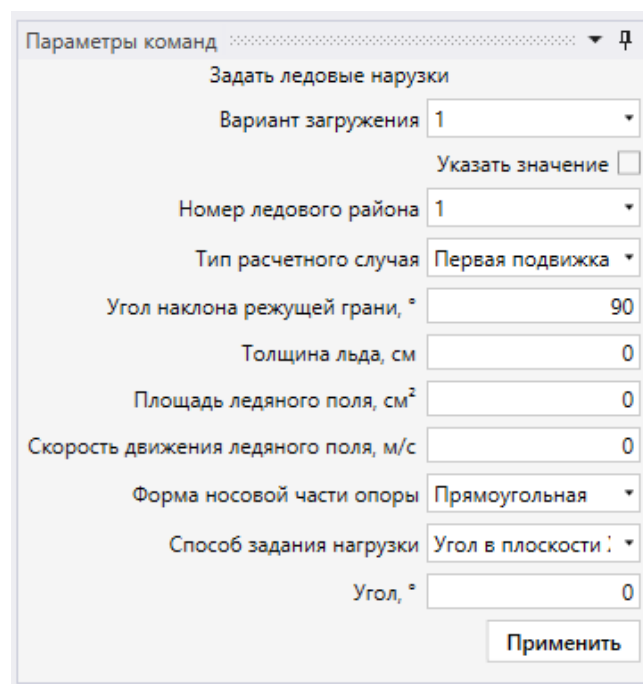 Параметры команд
Задать ледовые нарузки
Вариант загружения 1
Указать значение
Номер ледового района 1
Тип расчетного случая Первая подвижка
Угол наклона режущей грани, ° 90
Толщина льда, см 0
Площадь ледяного поля, см² 0
Скорость движения ледяного поля, м/с 0
Форма носовой части опоры Прямоугольная
Способ задания нагрузки Угол в плоскости
Угол, ° 0
Применить